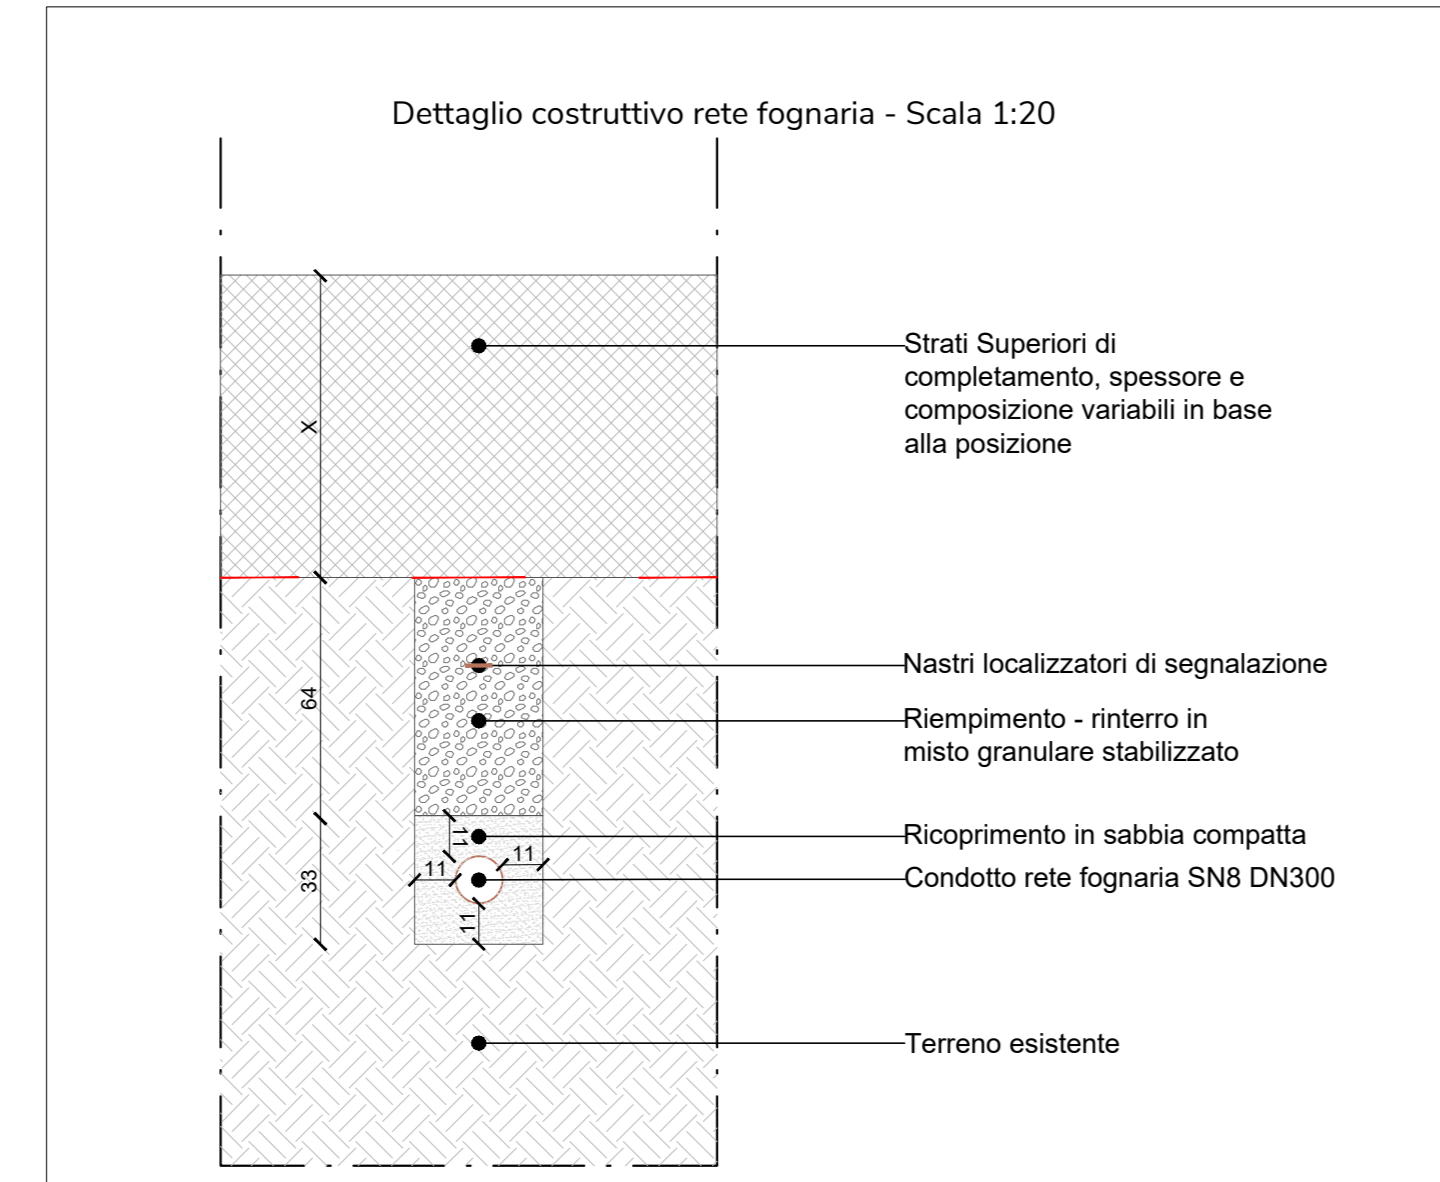 Dettaglio costruttivo rete fognaria - Scala 1:20
Strati Superiori di
completamento, spessore e
composizione variabili in base
alla posizione
X
Nastri localizzatori di segnalazione
64
Riempimento - rinterro in
misto granulare stabilizzato
11
Ricoprimento in sabbia compatta
11
11
33
Condotto rete fognaria SN8 DN300
11
Terreno esistente